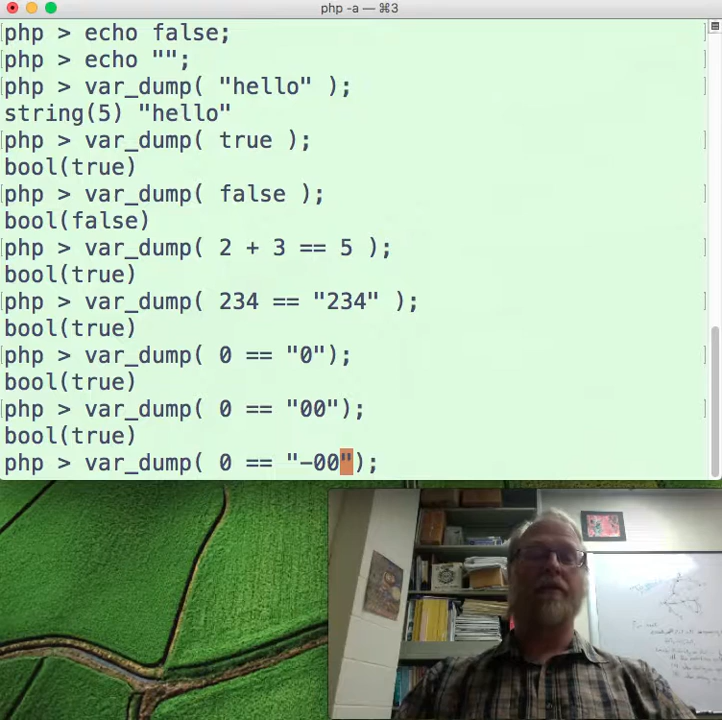 php -a — ⌘3
php > echo false;
php > echo "";
php > var_dump( "hello" );
string(5) "hello"
php > var_dump( true );
bool(true)
php > var_dump( false );
bool(false)
php > var_dump( 2 + 3 == 5 );
bool(true)
php > var_dump( 234 == "234" );
bool(true)
php > var_dump( 0 == "0");
bool(true)
php > var_dump( 0 == "00");
bool(true)
php > var_dump( 0 == "-00");